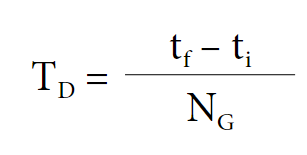 T_D = (t_f – t_i) / N_G